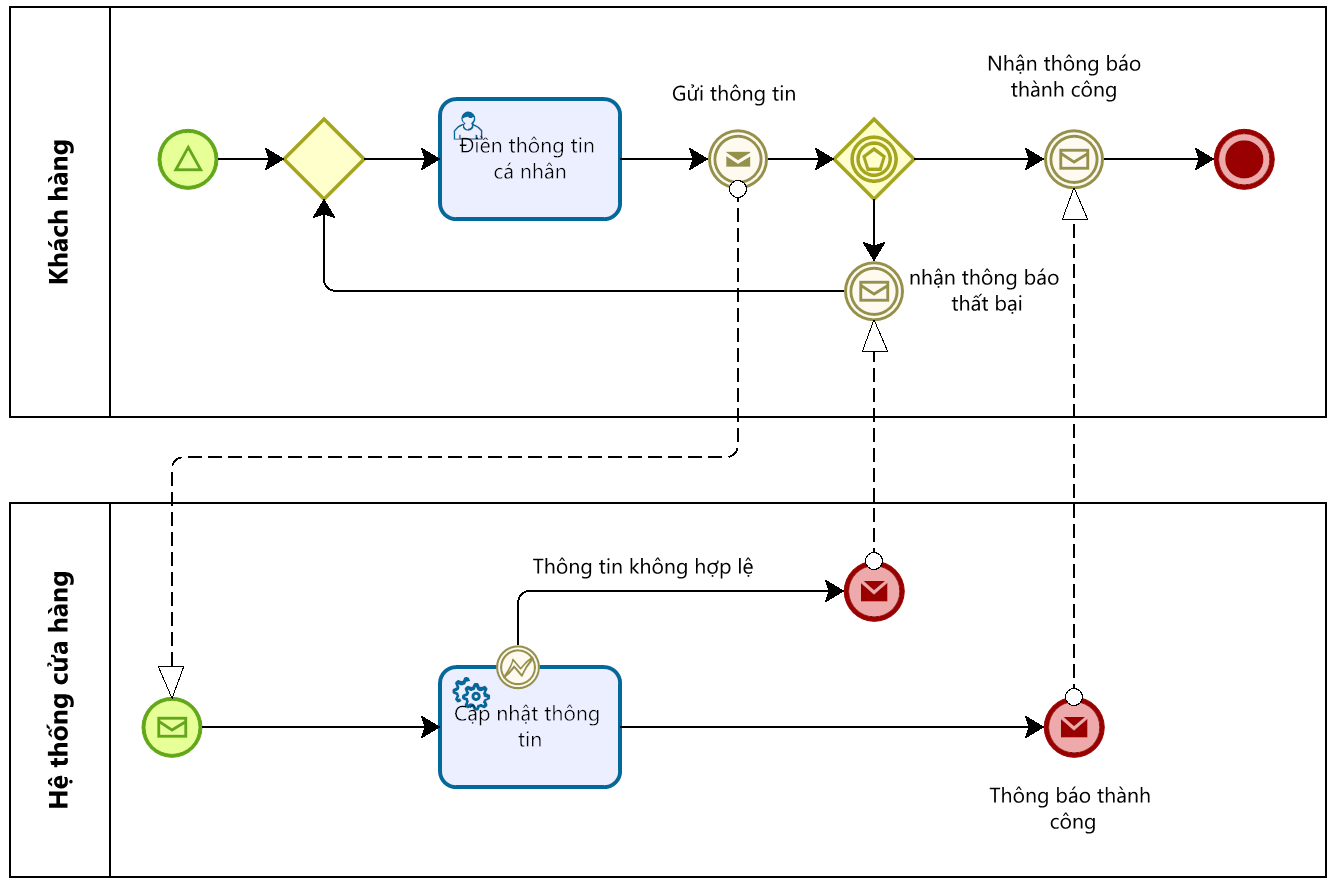 Khách hàng
Điền thông tin
cá nhân
Gửi thông tin
Nhận thông báo
thành công
nhận thông báo
thất bại
Hệ thống cửa hàng
Thông tin không hợp lệ
Cập nhật thông
tin
Thông báo thành
công